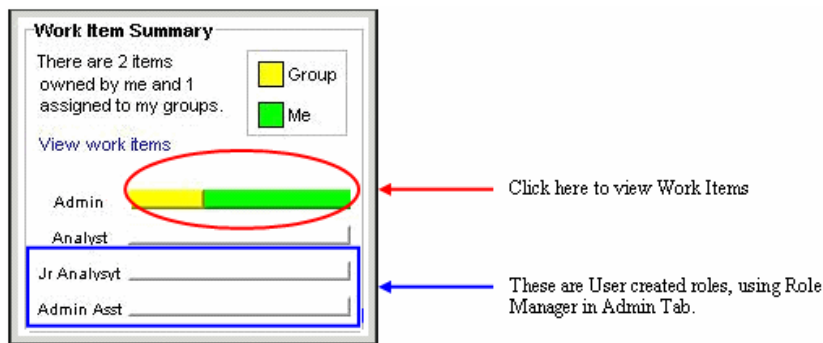 Work Item Summary
There are 2 items
owned by me and 1
assigned to my groups.
Group
Me
View work items
Admin
Click here to view Work Items
Analyst
Jr Analysyt
Admin Asst
These are User created roles, using Role
Manager in Admin Tab.